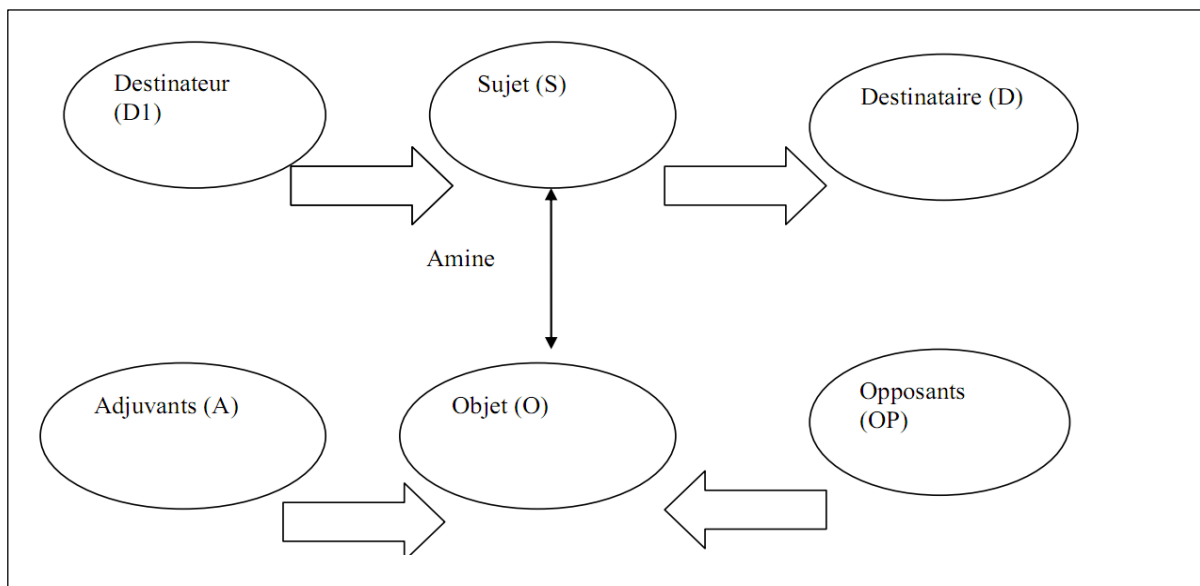 Destinateur
(D1)
Sujet (S)
Destinataire (D)
Amine
Adjuvants (A)
Objet (O)
Opposants
(OP)